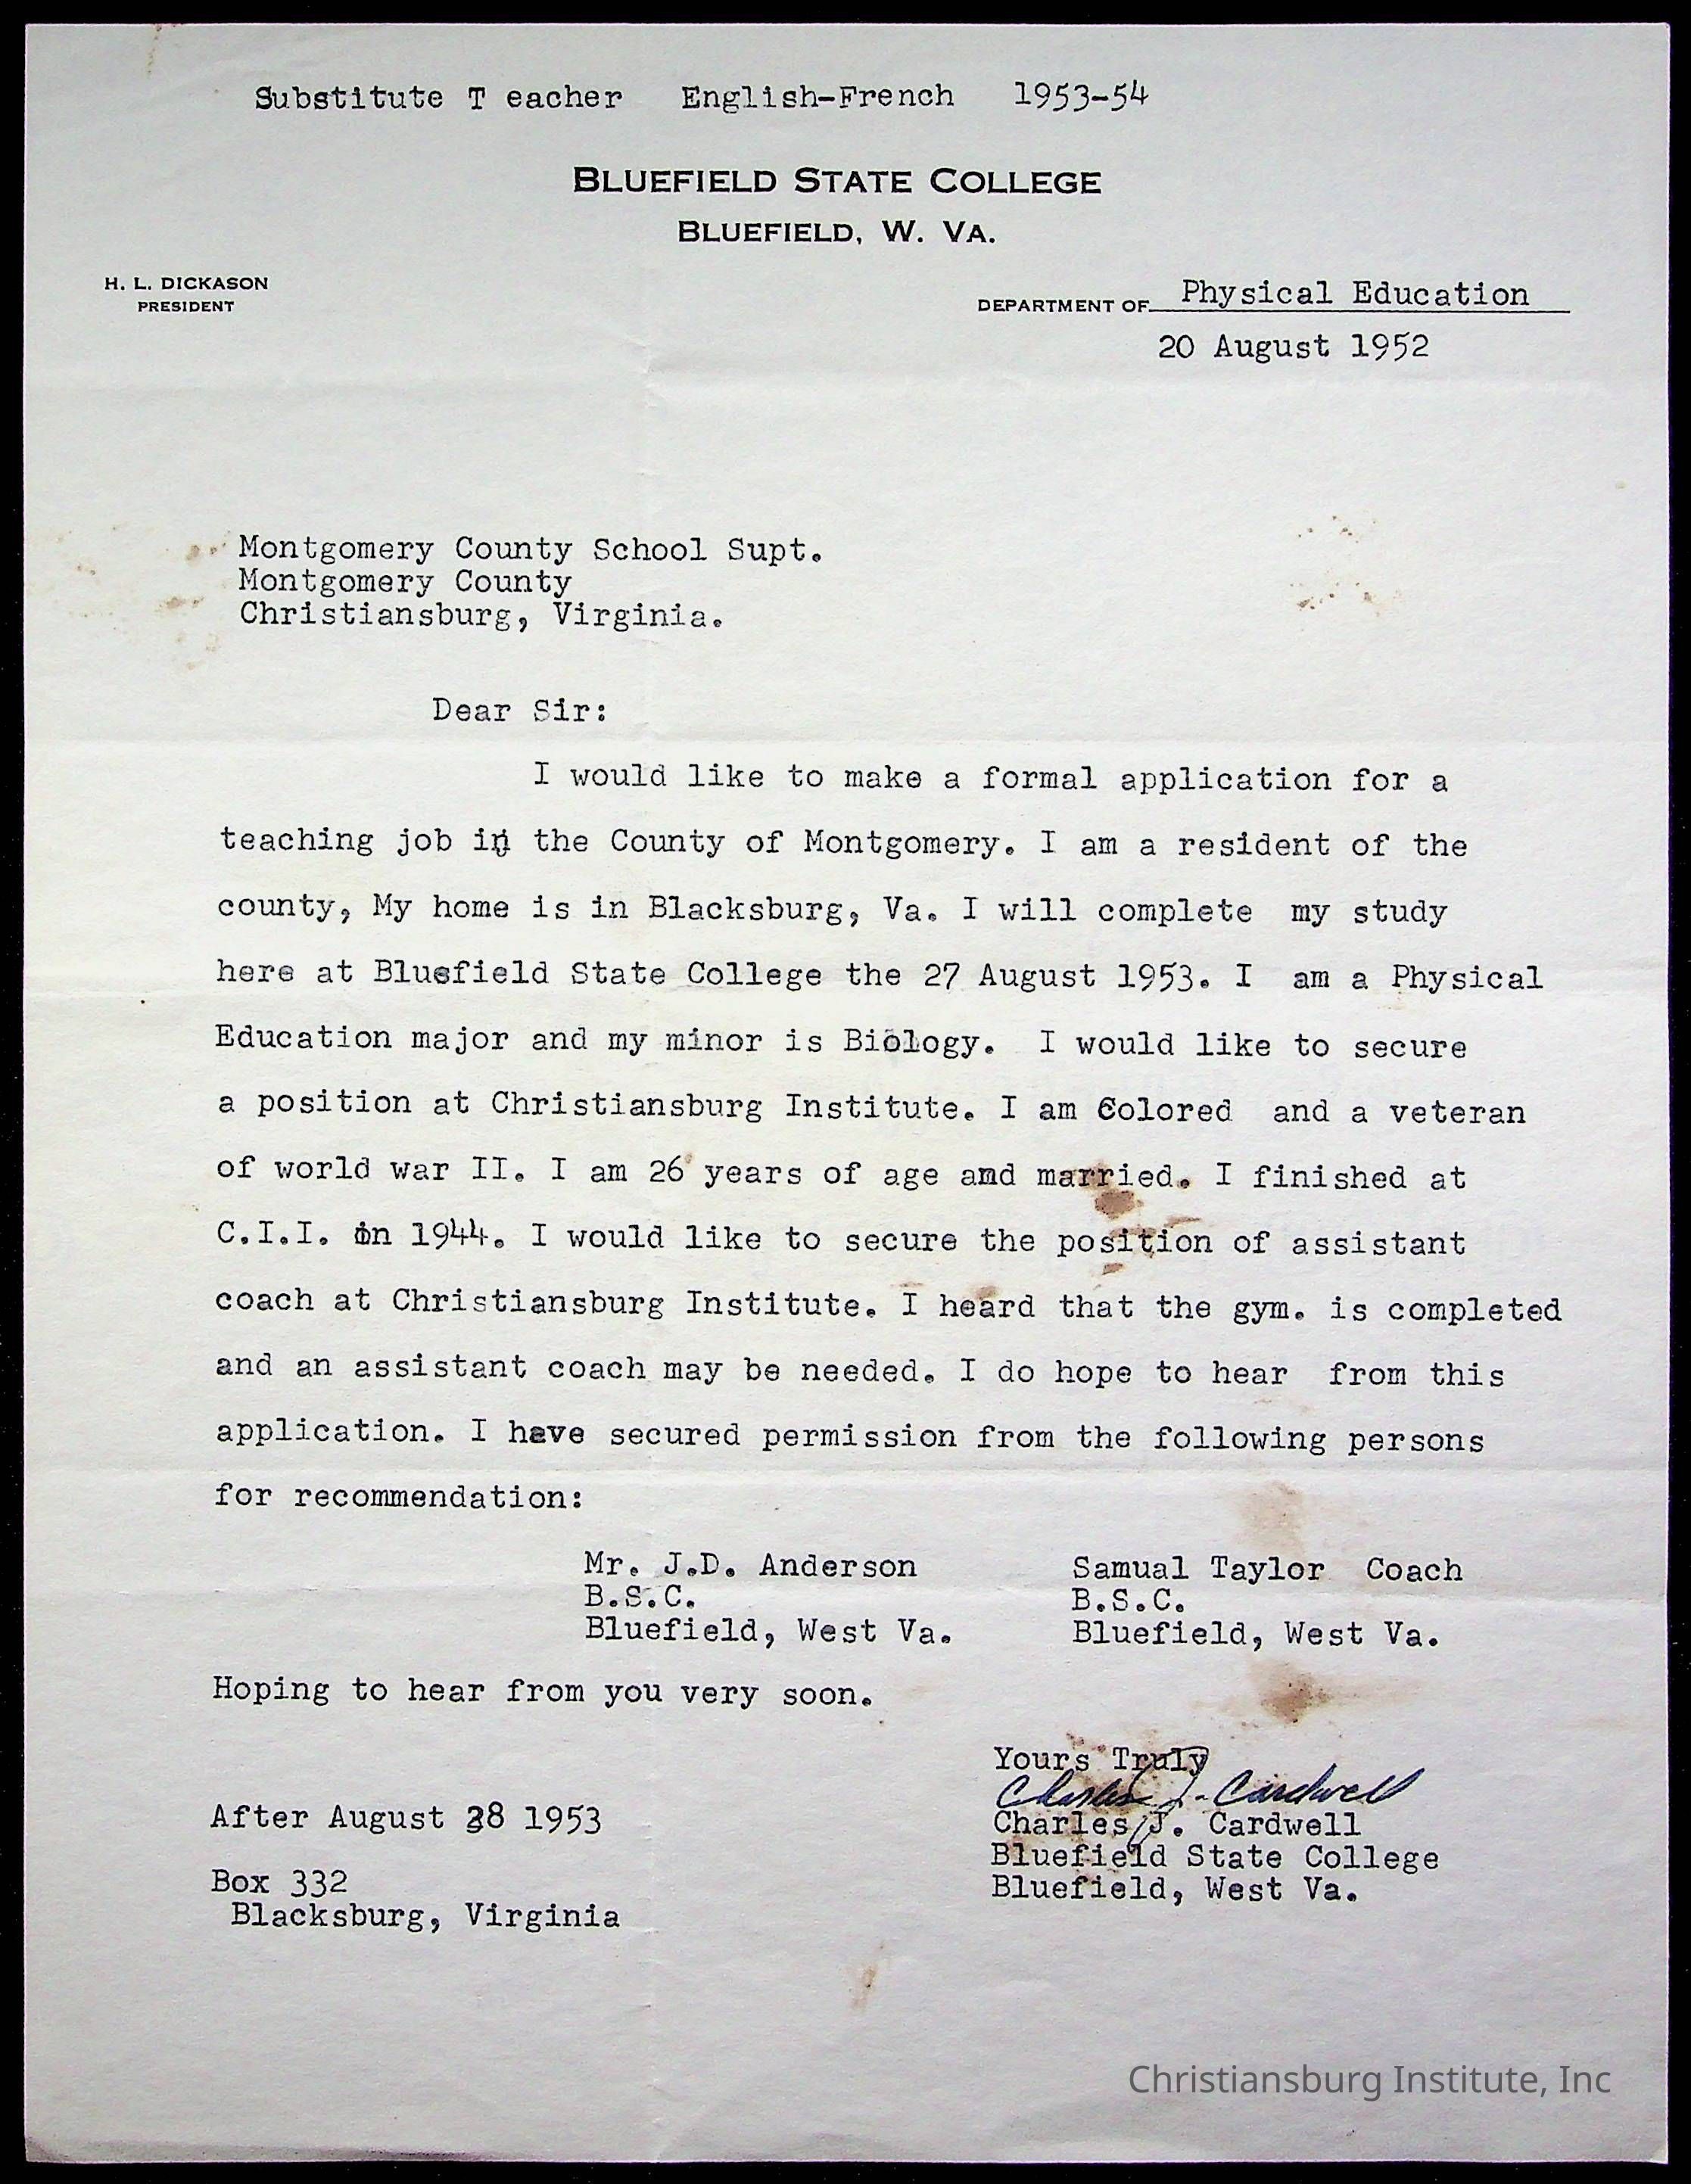 Substitute T eacher English-French 1953-54
BLUEFIELD STATE COLLEGE
BLUEFIELD, W. VA.
H. L. DICKASON
PRESIDENT
DEPARTMENT OF Physical Education
20 August 1952
Montgomery County School Supt.
Montgomery County
Christiansburg, Virginia.
Dear Sir:
I would like to make a formal application for a
teaching job in the County of Montgomery. I am a resident of the
county, My home is in Blacksburg, Va. I will complete my study
here at Bluefield State College the 27 August 1953. I am a Physical
Education major and my minor is Biology. I would like to secure
a position at Christiansburg Institute. I am Colored and a veteran
of world war II. I am 26 years of age and married. I finished at
C.I.I. in 1944. I would like to secure the position of assistant
coach at Christiansburg Institute. I heard that the gym. is completed
and an assistant coach may be needed. I do hope to hear from this
application. I have secured permission from the following persons
for recommendation:
Mr. J.D. Anderson
B.S.C.
Bluefield, West Va.
Samual Taylor Coach
B.S.C.
Bluefield, West Va.
Hoping to hear from you very soon.
Yours Truly
Charles J. Cardwell
Charles J. Cardwell
Bluefield State College
Bluefield, West Va.
After August 28 1953
Box 332
Blacksburg, Virginia
Christiansburg Institute, Inc